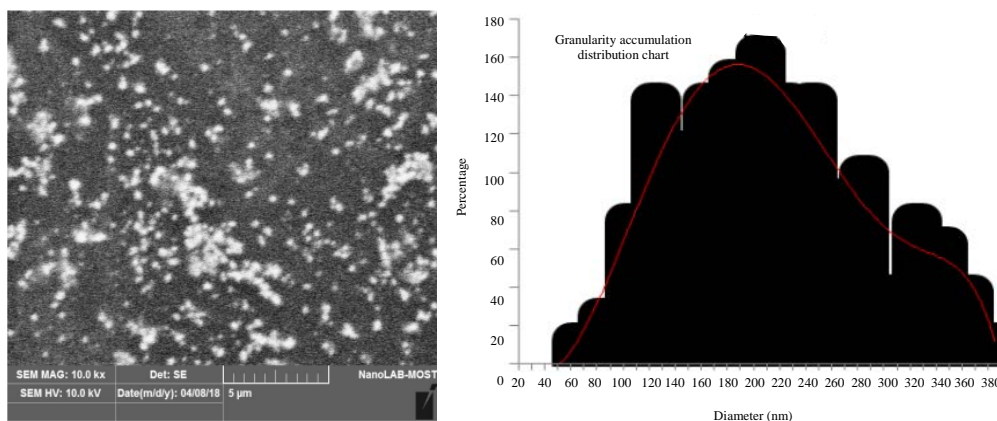 SEM MAG: 10.0 kx Det: SE NanoLAB-MOST
SEM HV: 10.0 kV Date(m/d/y): 04/08/18 5 µm
Granularity accumulation
distribution chart
Percentage
180
160
140
120
100
80
60
40
20
0
20 40 60 80 100 120 140 160 180 200 220 240 260 280 300 320 340 360 380
Diameter (nm)